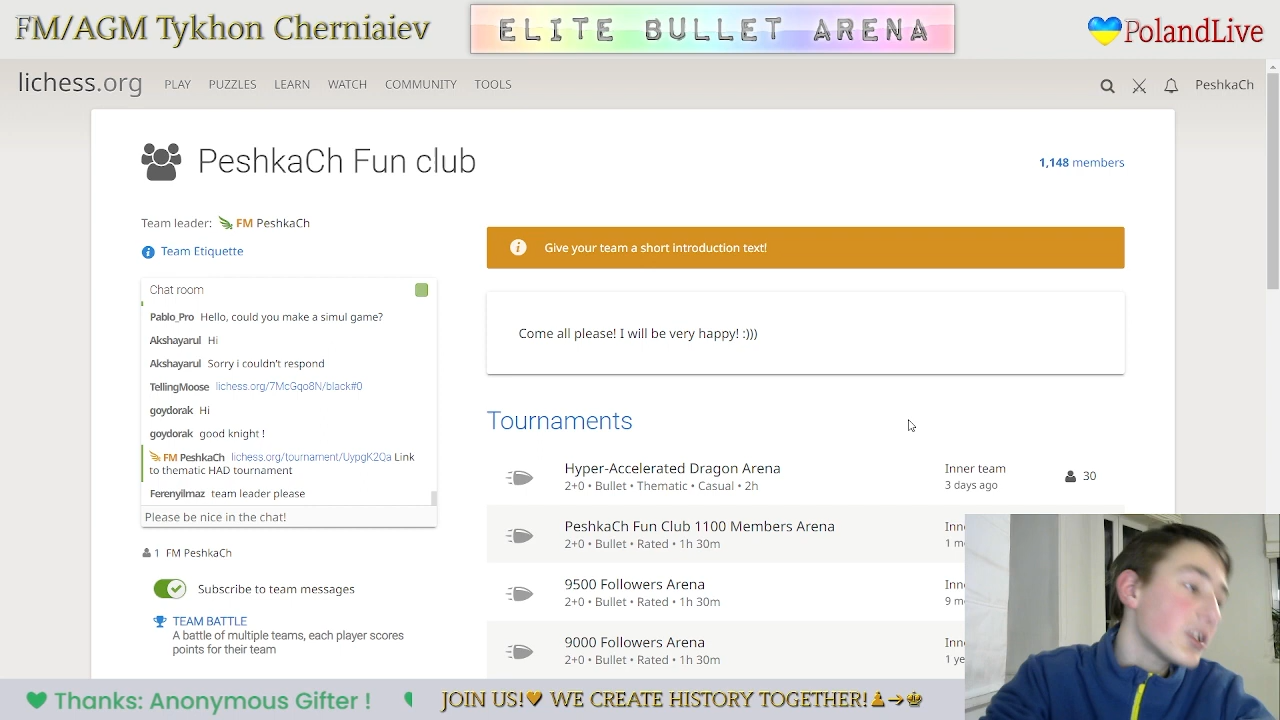 FM/AGM Tykhon Cherniaiev
ELITE BULLET ARENA
PolandLive
lichess.org PLAY PUZZLES LEARN WATCH COMMUNITY TOOLS PeshkaCh
PeshkaCh Fun club
1,148 members
Team leader: FM PeshkaCh
Team Etiquette
Give your team a short introduction text!
Chat room
Pablo_Pro Hello, could you make a simul game?
Akshayarul Hi
Akshayarul Sorry i couldn't respond
TellingMoose lichess.org/7McGqo8N/black#0
goydorak Hi
goydorak good knight !
FM PeshkaCh lichess.org/tournament/UypgK2Qa Link
to thematic HAD tournament
Ferenyilmaz team leader please
Please be nice in the chat!
1 FM PeshkaCh
Subscribe to team messages
TEAM BATTLE
A battle of multiple teams, each player scores
points for their team
Come all please! I will be very happy! :)))
Tournaments
Hyper-Accelerated Dragon Arena
2+0 • Bullet • Thematic • Casual • 2h
Inner team
3 days ago
30
PeshkaCh Fun Club 1100 Members Arena
2+0 • Bullet • Rated • 1h 30m
Inn
1 m
9500 Followers Arena
2+0 • Bullet • Rated • 1h 30m
Inn
9 m
9000 Followers Arena
2+0 • Bullet • Rated • 1h 30m
Inn
1 ye
Thanks: Anonymous Gifter !
JOIN US!🧡 WE CREATE HISTORY TOGETHER!♟→♚